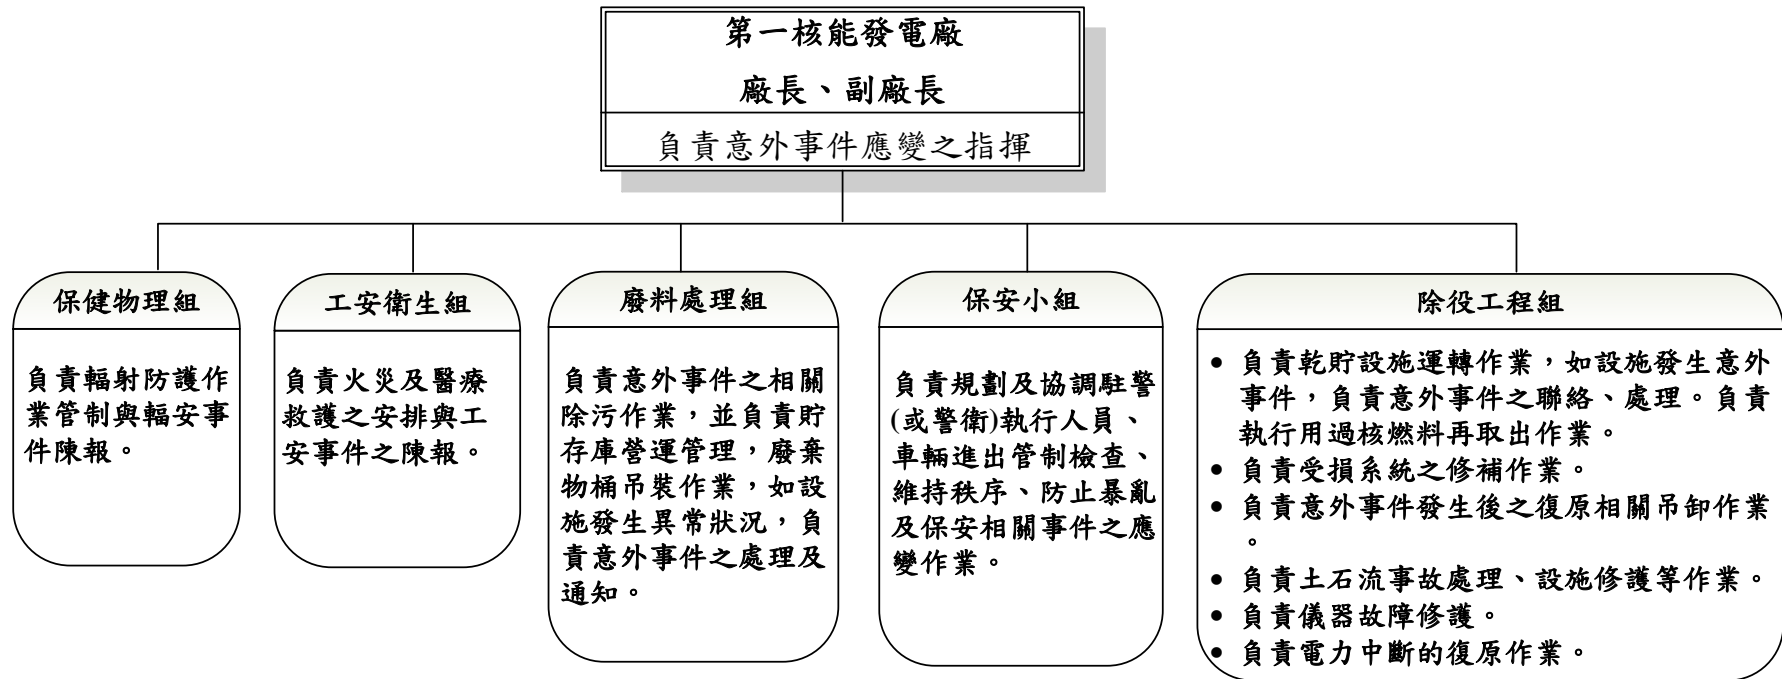 第一核能發電廠
廠長、副廠長
負責意外事件應變之指揮
保健物理組
負責輻射防護作
業管制與輻安事
件陳報。
工安衛生組
負責火災及醫療
救護之安排與工
安事件之陳報。
廢料處理組
負責意外事件之相關
除污作業，並負責貯
存庫營運管理，廢棄
物桶吊裝作業，如設
施發生異常狀況，負
責意外事件之處理及
通知。
保安小組
負責規劃及協調駐警
(或警衛)執行人員、
車輛進出管制檢查、
維持秩序、防止暴亂
及保安相關事件之應
變作業。
除役工程組
• 負責乾貯設施運轉作業，如設施發生意外
事件，負責意外事件之聯絡、處理。負責
執行用過核燃料再取出作業。
• 負責受損系統之修補作業。
• 負責意外事件發生後之復原相關吊卸作業
。
• 負責土石流事故處理、設施修護等作業。
• 負責儀器故障修護。
• 負責電力中斷的復原作業。